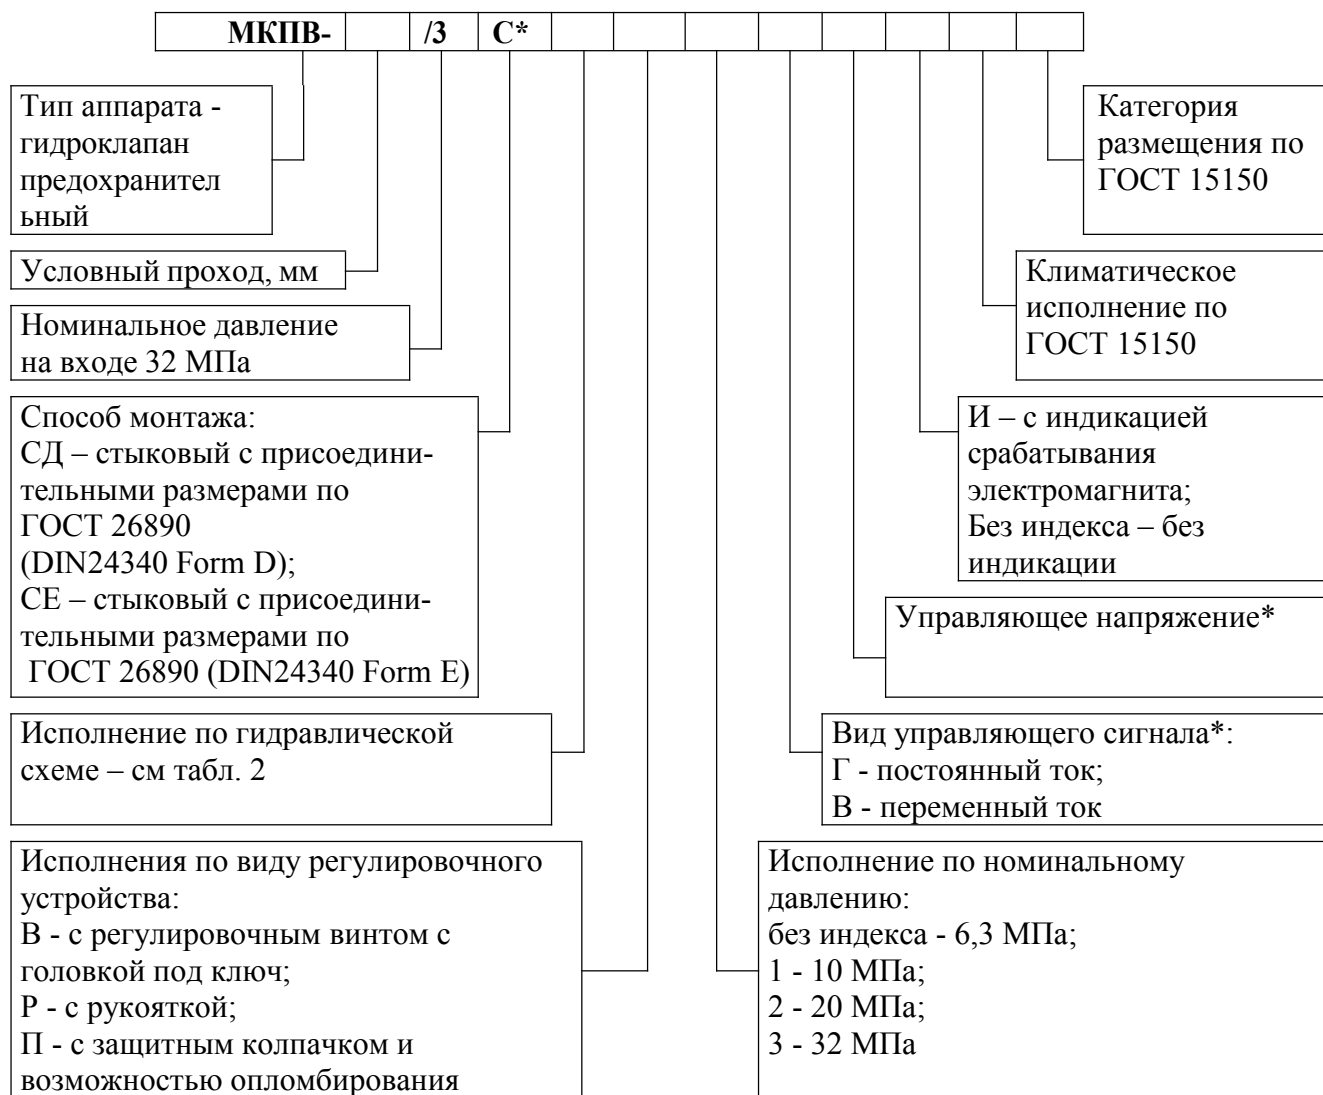 МКПВ- /3 С*
Тип аппарата -
гидроклапан
предохранител
ьный
Условный проход, мм
Номинальное давление
на входе 32 МПа
Способ монтажа:
СД – стыковый с присоедини-
тельными размерами по
ГОСТ 26890
(DIN24340 Form D);
СЕ – стыковый с присоедини-
тельными размерами по
ГОСТ 26890 (DIN24340 Form E)
Исполнение по гидравлической
схеме – см табл. 2
Исполнения по виду регулировочного
устройства:
В - с регулировочным винтом с
головкой под ключ;
Р - с рукояткой;
П - с защитным колпачком и
возможностью опломбирования
Категория
размещения по
ГОСТ 15150
Климатическое
исполнение по
ГОСТ 15150
И – с индикацией
срабатывания
электромагнита;
Без индекса – без
индикации
Управляющее напряжение*
Вид управляющего сигнала*:
Г - постоянный ток;
В - переменный ток
Исполнение по номинальному
давлению:
без индекса - 6,3 МПа;
1 - 10 МПа;
2 - 20 МПа;
3 - 32 МПа